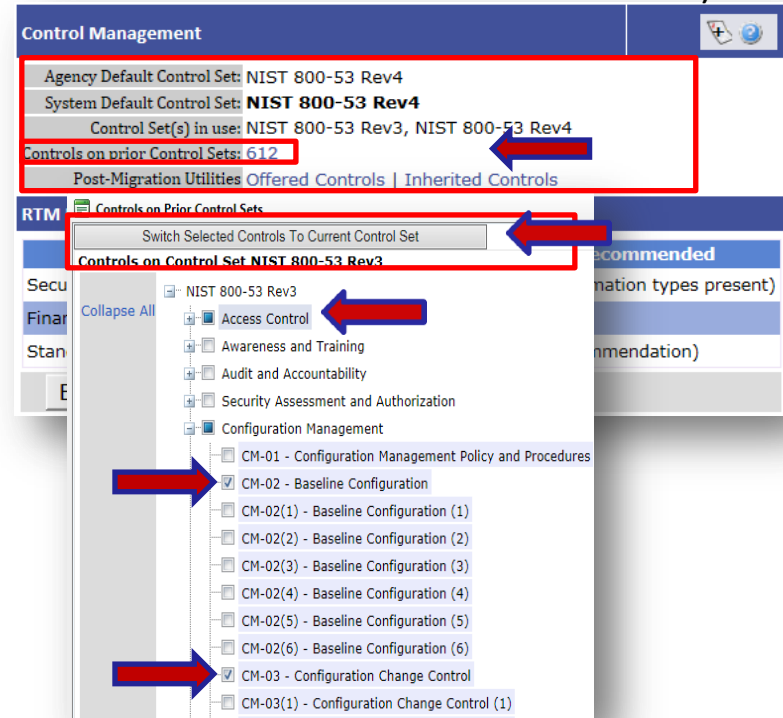 Control Management
Agency Default Control Set: NIST 800-53 Rev4
System Default Control Set: NIST 800-53 Rev4
Control Set(s) in use: NIST 800-53 Rev3, NIST 800-53 Rev4
Controls on prior Control Sets: 612
Post-Migration Utilities Offered Controls | Inherited Controls
RTM
Controls on Prior Control Sets
Switch Selected Controls To Current Control Set
Controls on Control Set NIST 800-53 Rev3
ecommended
Secu
mation types present)
Finan
Stan
mmendation)
Collapse All
NIST 800-53 Rev3
Access Control
Awareness and Training
Audit and Accountability
Security Assessment and Authorization
Configuration Management
CM-01 - Configuration Management Policy and Procedures
CM-02 - Baseline Configuration
CM-02(1) - Baseline Configuration (1)
CM-02(2) - Baseline Configuration (2)
CM-02(3) - Baseline Configuration (3)
CM-02(4) - Baseline Configuration (4)
CM-02(5) - Baseline Configuration (5)
CM-02(6) - Baseline Configuration (6)
CM-03 - Configuration Change Control
CM-03(1) - Configuration Change Control (1)